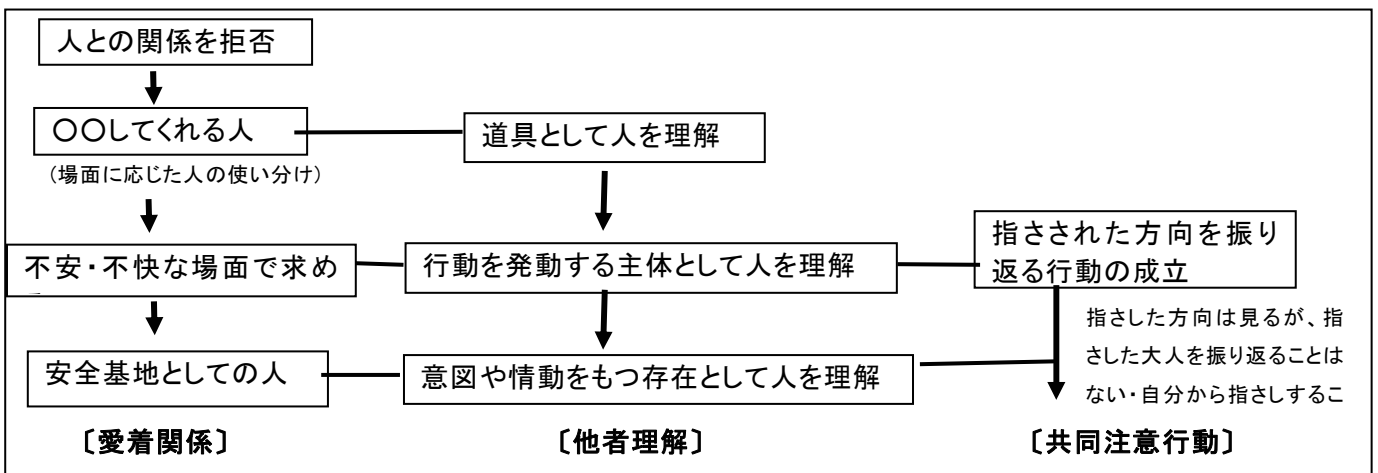 人との関係を拒否
〇〇してくれる人
道具として人を理解
（場面に応じた人の使い分け）
指さされた方向を振り
返る行動の成立
不安・不快な場面で求め
行動を発動する主体として人を理解
指さした方向は見るが、指
さした大人を振り返ることは
ない・自分から指さしするこ
安全基地としての人
意図や情動をもつ存在として人を理解
〔愛着関係〕
〔他者理解〕
〔共同注意行動〕